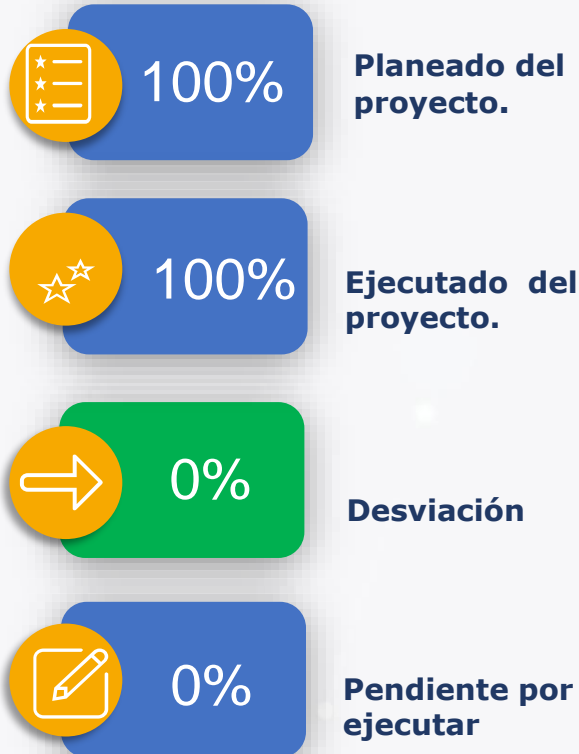 100%
Planeado del
proyecto.
100%
Ejecutado del
proyecto.
0%
Desviación
0%
Pendiente por
ejecutar